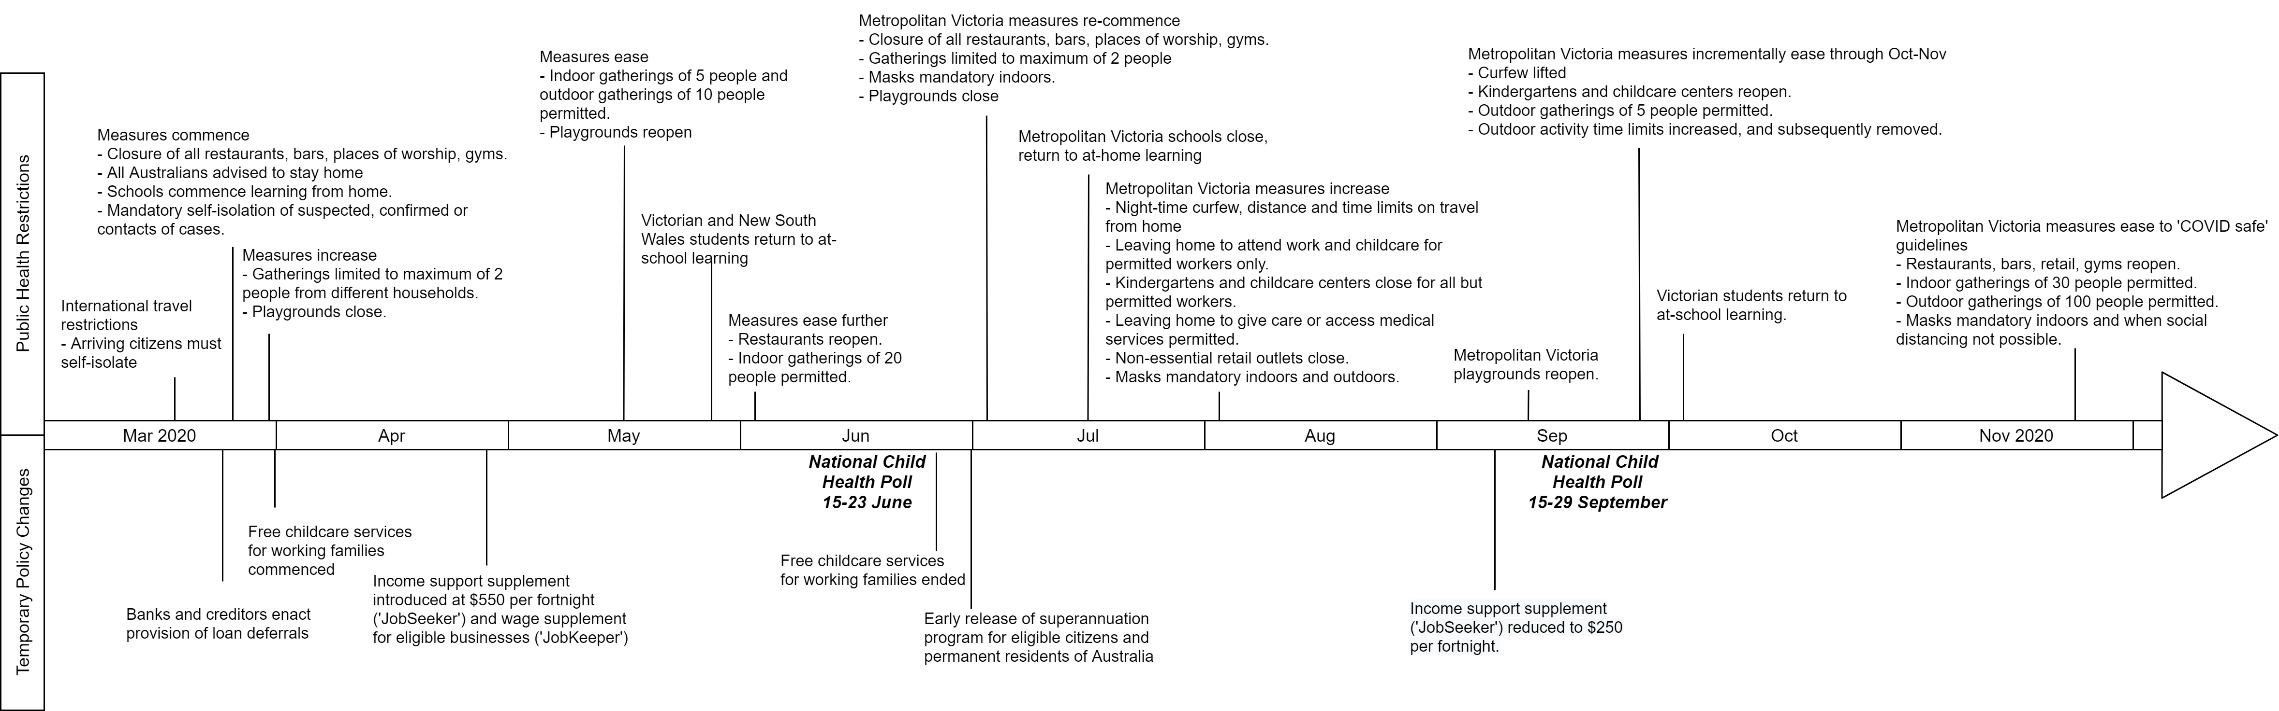 Public Health Restrictions
International travel
restrictions
- Arriving citizens must
self-isolate
Measures commence
- Closure of all restaurants, bars, places of worship, gyms.
- All Australians advised to stay home
- Schools commence learning from home.
- Mandatory self-isolation of suspected, confirmed or
contacts of cases.
Measures increase
- Gatherings limited to maximum of 2
people from different households.
- Playgrounds close.
Measures ease
- Indoor gatherings of 5 people and
outdoor gatherings of 10 people
permitted.
- Playgrounds reopen
Victorian and New South
Wales students return to at-
school learning
Measures ease further
- Restaurants reopen.
- Indoor gatherings of 20
people permitted.
Metropolitan Victoria measures re-commence
- Closure of all restaurants, bars, places of worship, gyms.
- Gatherings limited to maximum of 2 people
- Masks mandatory indoors.
- Playgrounds close
Metropolitan Victoria schools close,
return to at-home learning
Metropolitan Victoria measures increase
- Night-time curfew, distance and time limits on travel
from home
- Leaving home to attend work and childcare for
permitted workers only.
- Kindergartens and childcare centers close for all but
permitted workers.
- Leaving home to give care or access medical
services permitted.
- Non-essential retail outlets close.
- Masks mandatory indoors and outdoors.
Metropolitan Victoria
playgrounds reopen.
Metropolitan Victoria measures incrementally ease through Oct-Nov
- Curfew lifted
- Kindergartens and childcare centers reopen.
- Outdoor gatherings of 5 people permitted.
- Outdoor activity time limits increased, and subsequently removed.
Victorian students return to
at-school learning.
Metropolitan Victoria measures ease to 'COVID safe'
guidelines
- Restaurants, bars, retail, gyms reopen.
- Indoor gatherings of 30 people permitted.
- Outdoor gatherings of 100 people permitted.
- Masks mandatory indoors and when social
distancing not possible.
Mar 2020
Apr
May
Jun
Jul
Aug
Sep
Oct
Nov 2020
Temporary Policy Changes
Banks and creditors enact
provision of loan deferrals
Free childcare services
for working families
commenced
Income support supplement
introduced at $550 per fortnight
('JobSeeker') and wage supplement
for eligible businesses ('JobKeeper')
National Child
Health Poll
15-23 June
Free childcare services
for working families ended
Early release of superannuation
program for eligible citizens and
permanent residents of Australia
National Child
Health Poll
15-29 September
Income support supplement
('JobSeeker') reduced to $250
per fortnight.